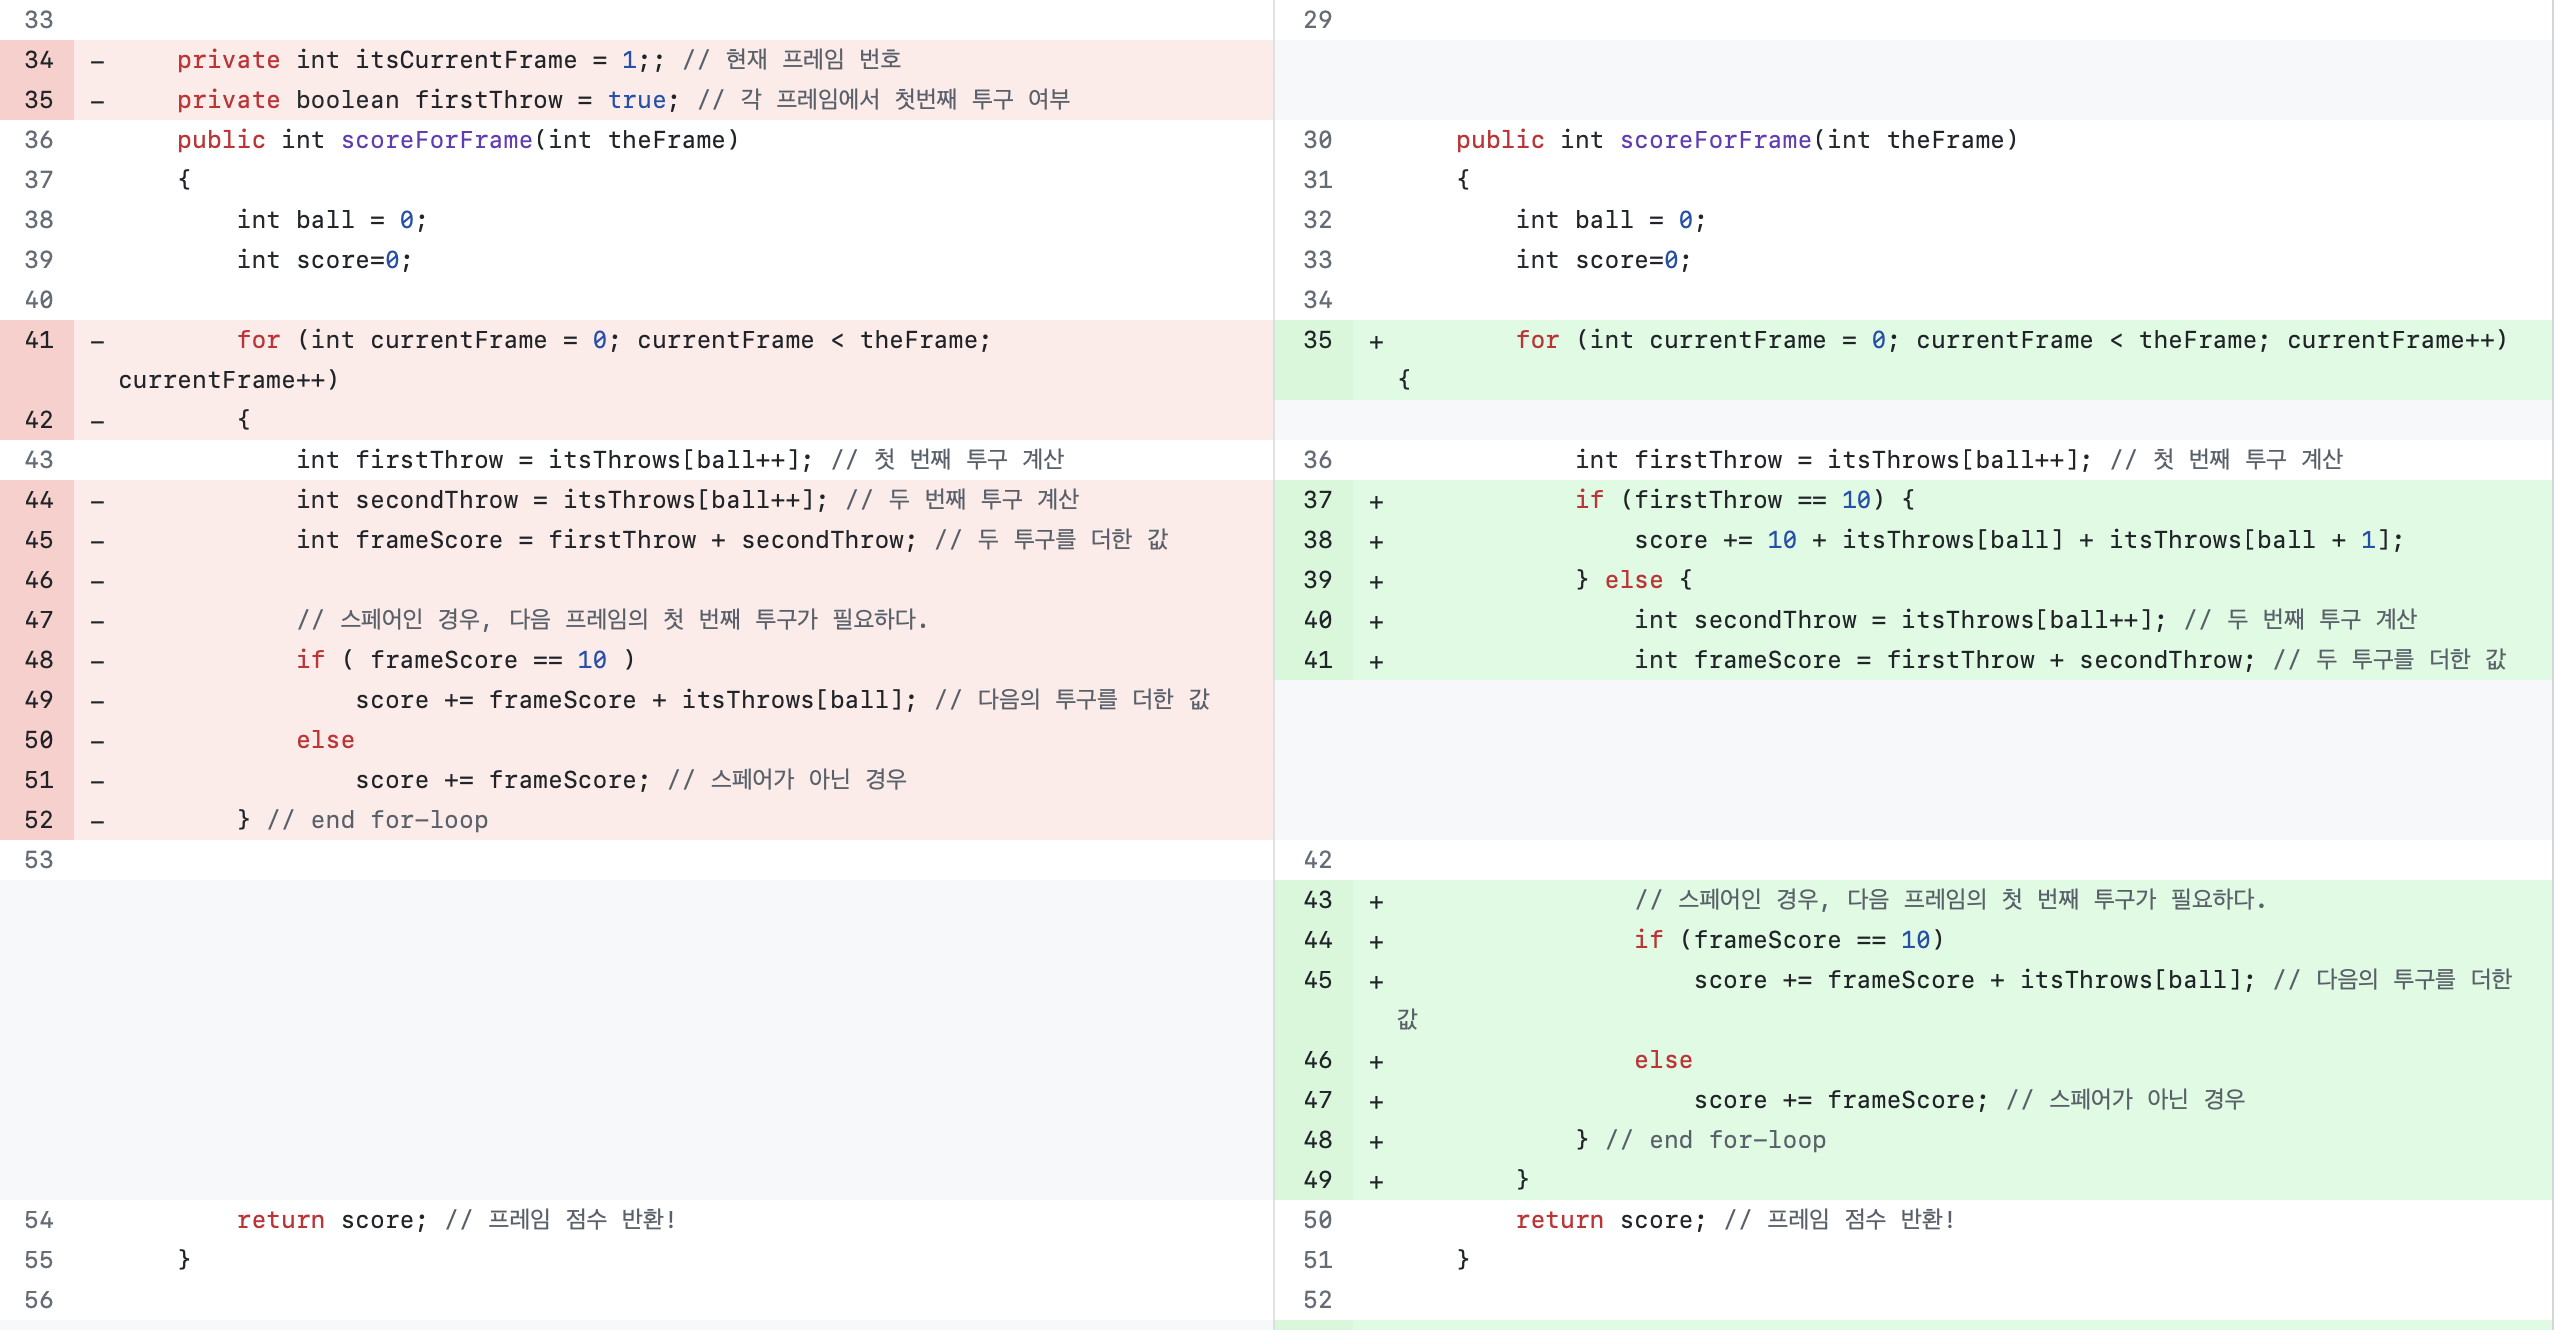 33
34 - private int itsCurrentFrame = 1;; // 현재 프레임 번호
35 - private boolean firstThrow = true; // 각 프레임에서 첫번째 투구 여부
36 public int scoreForFrame(int theFrame)
37 {
38 int ball = 0;
39 int score=0;
40
41 - for (int currentFrame = 0; currentFrame < theFrame;
currentFrame++)
42 - {
43 int firstThrow = itsThrows[ball++]; // 첫 번째 투구 계산
44 - int secondThrow = itsThrows[ball++]; // 두 번째 투구 계산
45 - int frameScore = firstThrow + secondThrow; // 두 투구를 더한 값
46 -
47 - // 스페어인 경우, 다음 프레임의 첫 번째 투구가 필요하다.
48 - if ( frameScore == 10 )
49 - score += frameScore + itsThrows[ball]; // 다음의 투구를 더한 값
50 - else
51 - score += frameScore; // 스페어가 아닌 경우
52 - } // end for-loop
53
54 return score; // 프레임 점수 반환!
55 }
56
29
30 public int scoreForFrame(int theFrame)
31 {
32 int ball = 0;
33 int score=0;
34
35 + for (int currentFrame = 0; currentFrame < theFrame; currentFrame++)
{
36 int firstThrow = itsThrows[ball++]; // 첫 번째 투구 계산
37 + if (firstThrow == 10) {
38 + score += 10 + itsThrows[ball] + itsThrows[ball + 1];
39 + } else {
40 + int secondThrow = itsThrows[ball++]; // 두 번째 투구 계산
41 + int frameScore = firstThrow + secondThrow; // 두 투구를 더한 값
42
43 + // 스페어인 경우, 다음 프레임의 첫 번째 투구가 필요하다.
44 + if (frameScore == 10)
45 + score += frameScore + itsThrows[ball]; // 다음의 투구를 더한
값
46 + else
47 + score += frameScore; // 스페어가 아닌 경우
48 + } // end for-loop
49 + }
50 return score; // 프레임 점수 반환!
51 }
52